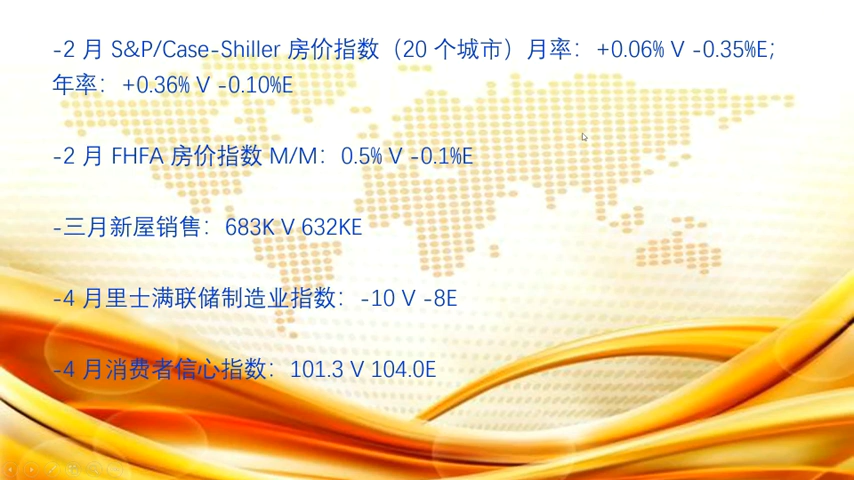 -2 月 S&P/Case-Shiller 房价指数（20 个城市）月率：+0.06% V -0.35%E；
年率：+0.36% V -0.10%E
-2 月 FHFA 房价指数 M/M：0.5% V -0.1%E
-三月新屋销售：683K V 632KE
-4 月里士满联储制造业指数：-10 V -8E
-4 月消费者信心指数：101.3 V 104.0E